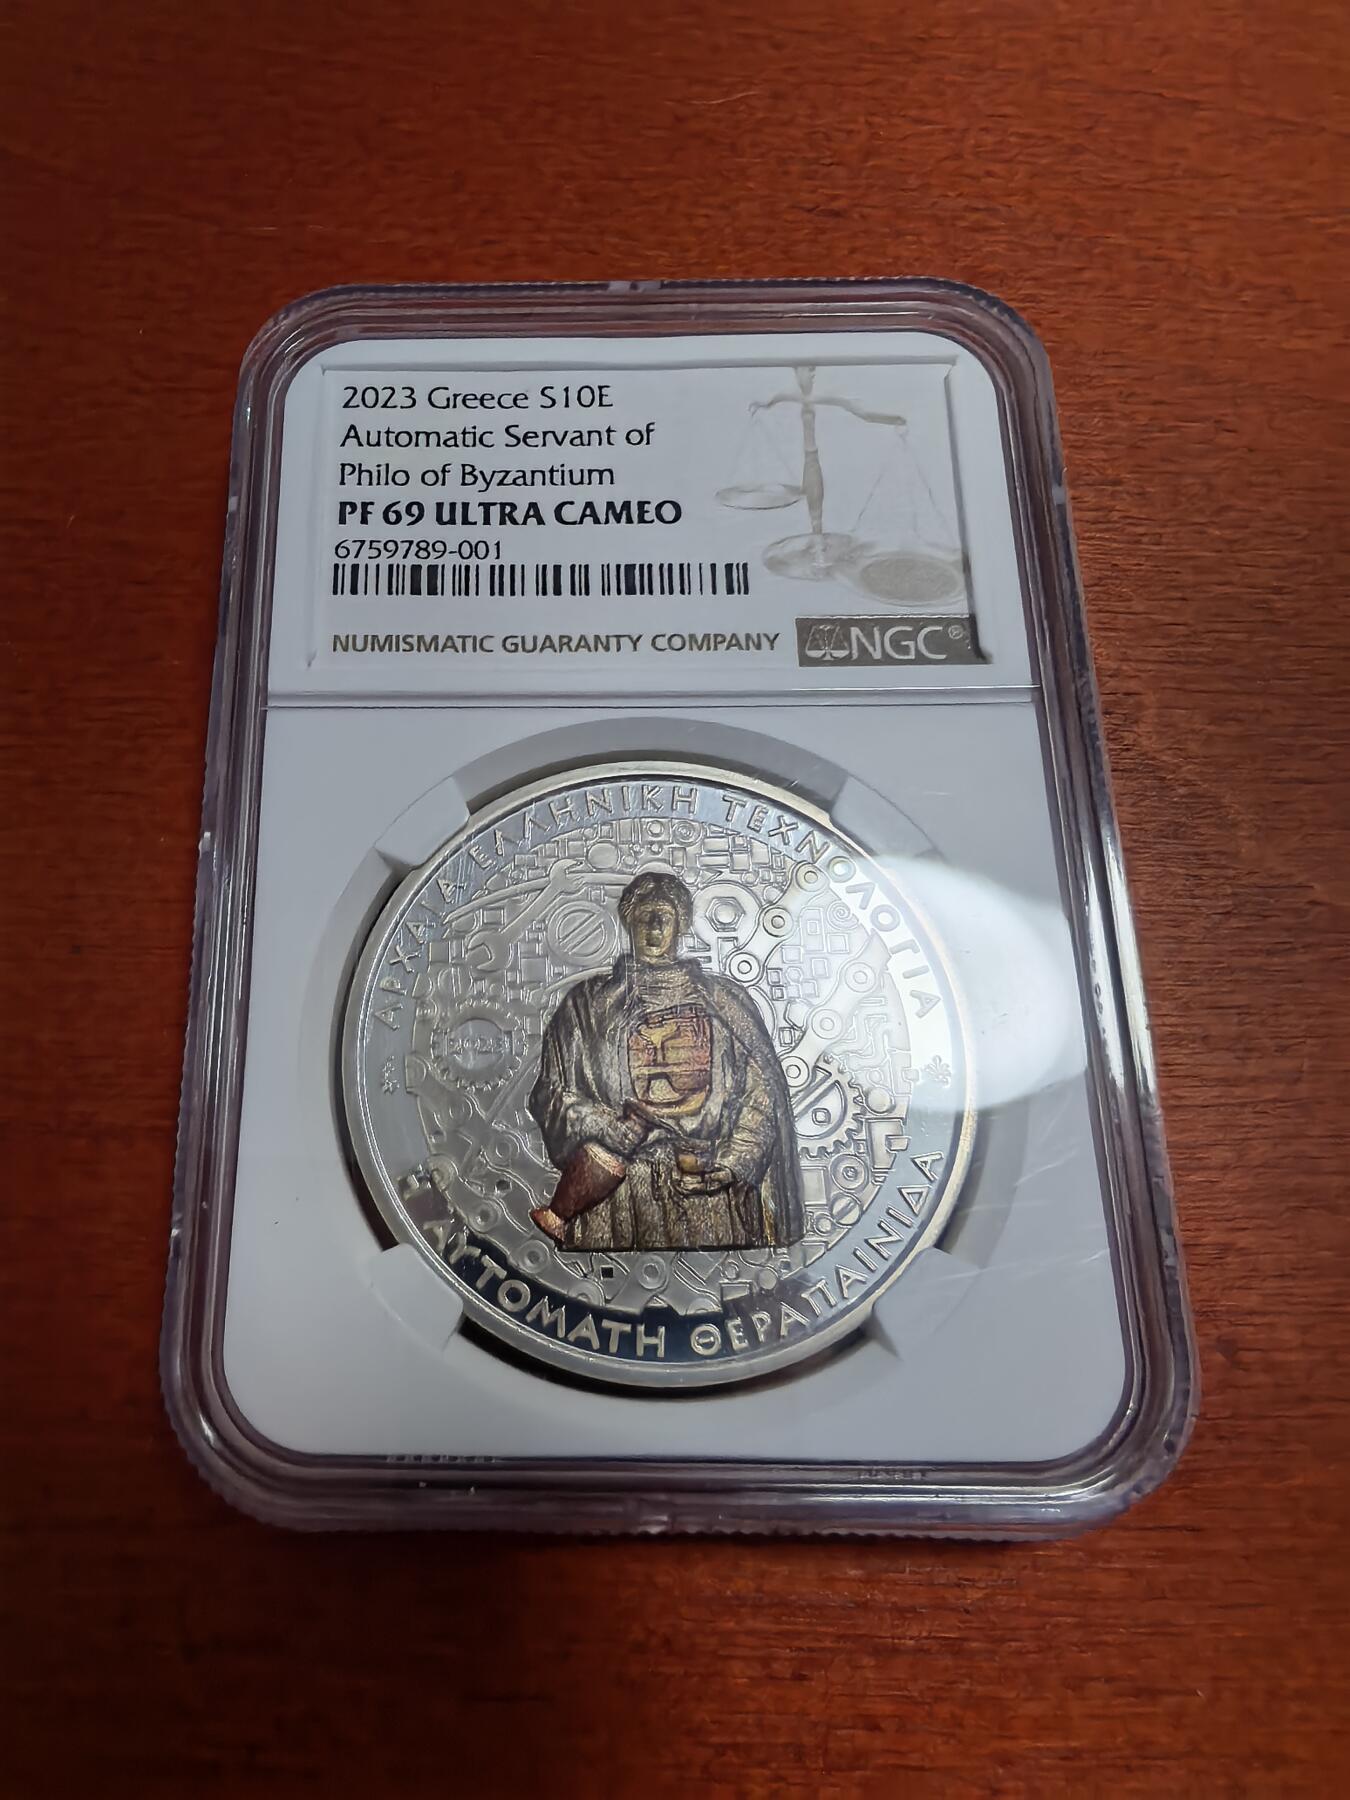 2023 Greece S10E
Automatic Servant of
Philo of Byzantium
PF 69 ULTRA CAMEO
6759789-001
NUMISMATIC GUARANTY COMPANY
NGC®
ΑΡΧΑΙΑ ΕΛΛΗΝΙΚΗ ΤΕΧΝΟΛΟΓΙΑ
2023
Η ΑΥΤΟΜΑΤΗ ΘΕΡΑΠΑΙΝΙΔΑ